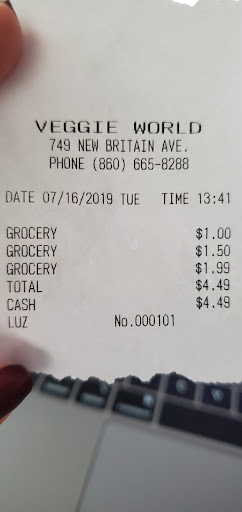 VEGGIE WORLD
749 NEW BRITAIN AVE.
PHONE (860) 665-8288
DATE 07/16/2019 TUE TIME 13:41
GROCERY $1.00
GROCERY $1.50
GROCERY $1.99
TOTAL $4.49
CASH $4.49
LUZ No.000101